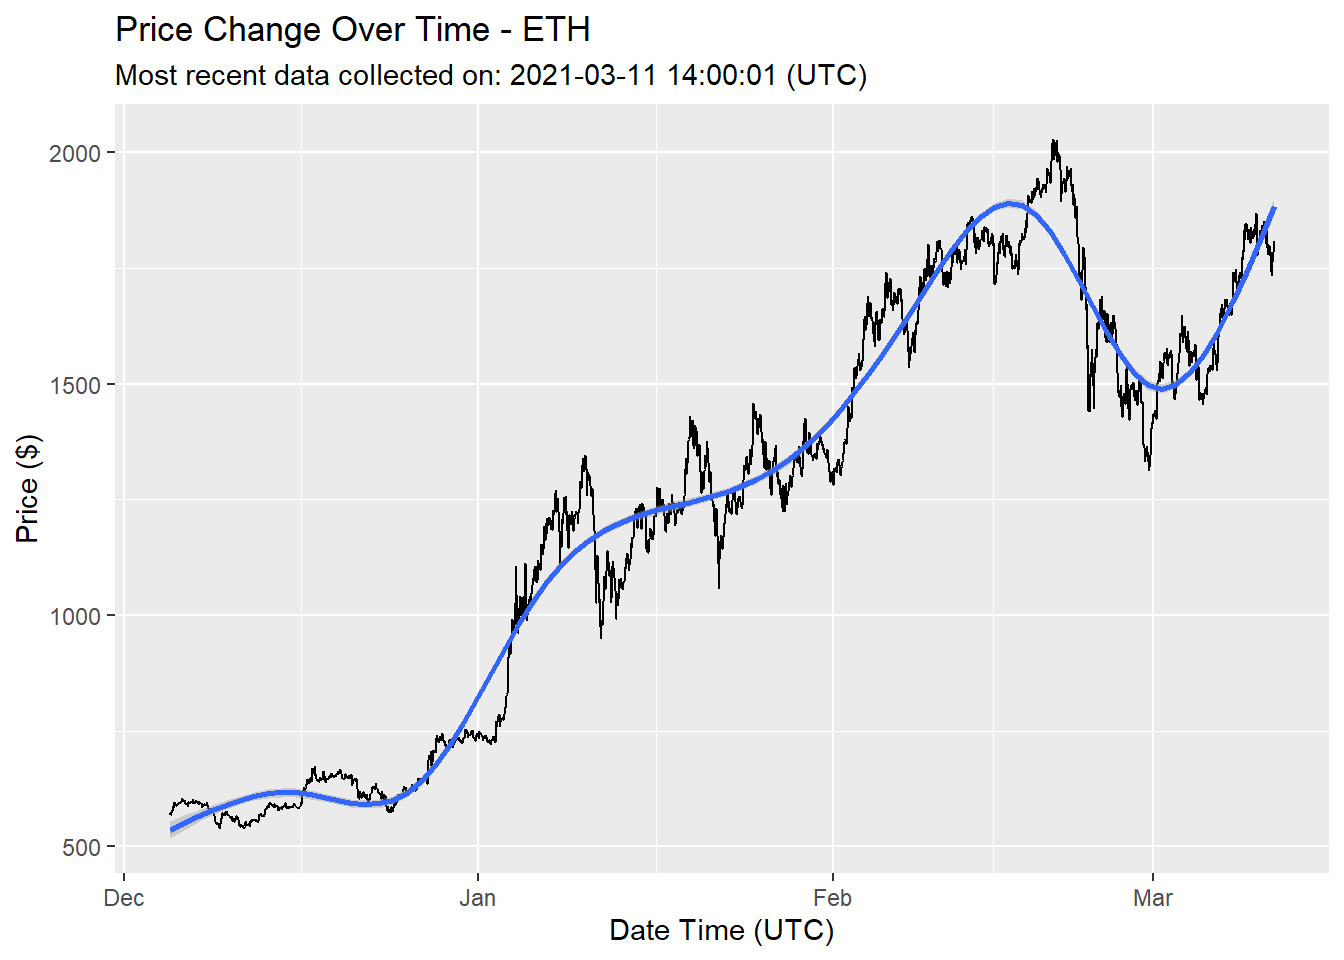 Price Change Over Time - ETH
Most recent data collected on: 2021-03-11 14:00:01 (UTC)
2000
1500
1000
500
Price ($)
Dec Jan Feb Mar
Date Time (UTC)